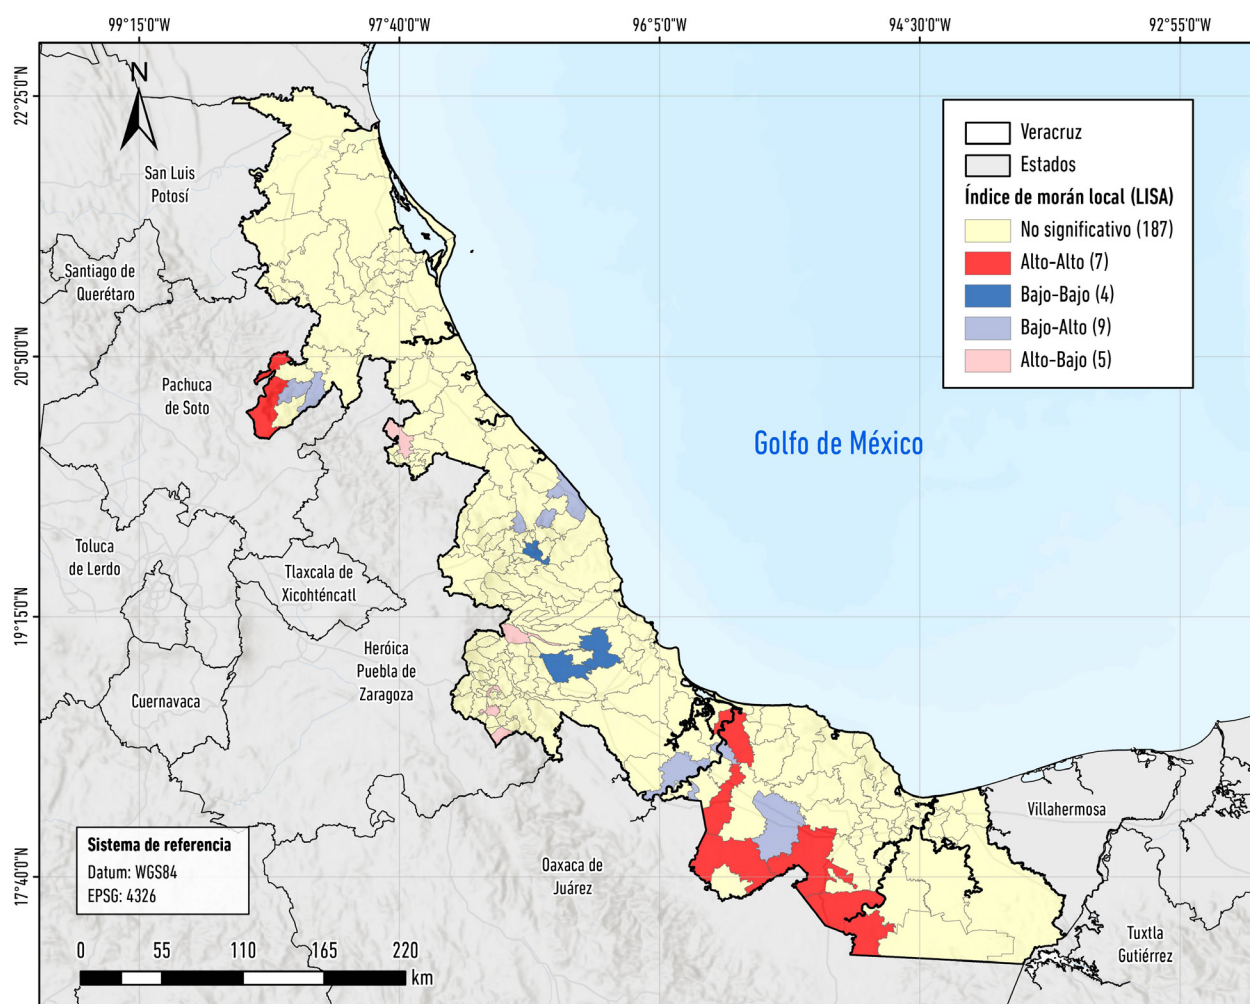 99°15'0"W
97°40'0"W
96°5'0"W
94°30'0"W
92°55'0"W
22°25'0"N
20°50'0"N
19°15'0"N
17°40'0"N
N
San Luis
Potosí
Santiago de
Querétaro
Pachuca
de Soto
Toluca
de Lerdo
Tlaxcala de
Xicohténcatl
Heróica
Puebla de
Zaragoza
Cuernavaca
Oaxaca de
Juárez
Villahermosa
Tuxtla
Gutiérrez
Golfo de México
Veracruz
Estados
Índice de morán local (LISA)
No significativo (187)
Alto-Alto (7)
Bajo-Bajo (4)
Bajo-Alto (9)
Alto-Bajo (5)
Sistema de referencia
Datum: WGS84
EPSG: 4326
0 55 110 165 220
km